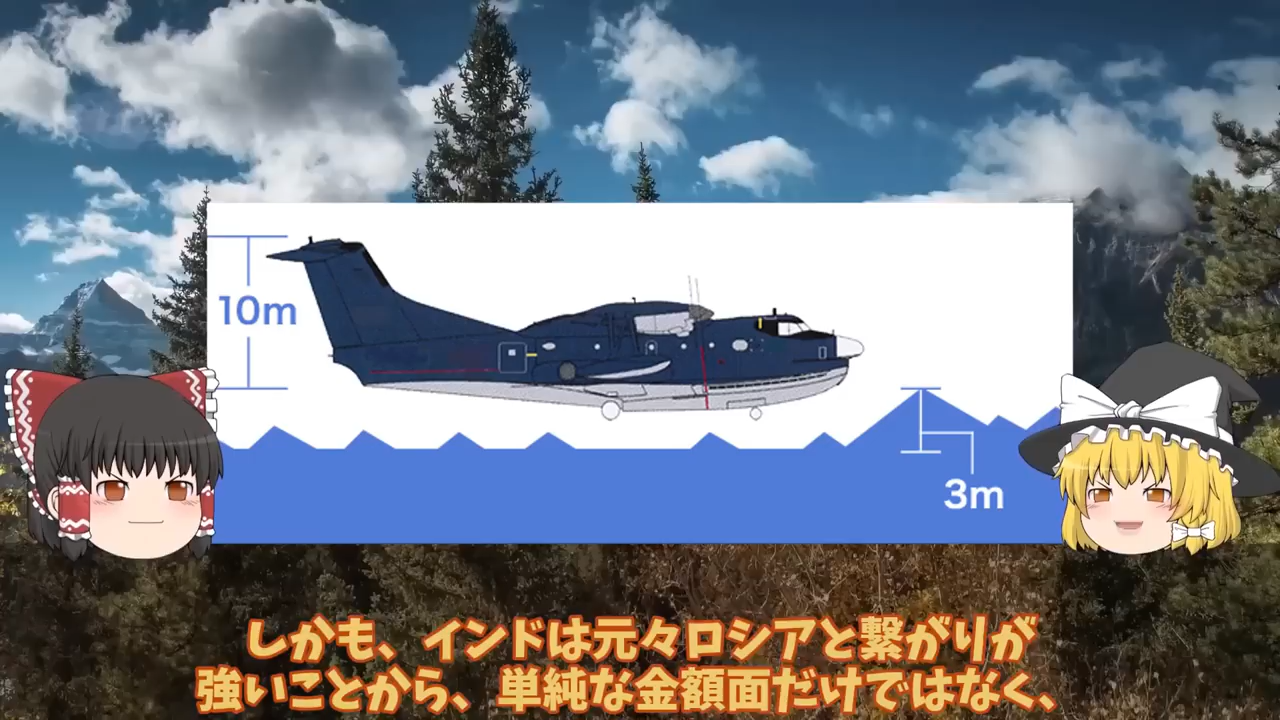 10m
3m
しかも、インドは元々ロシアと繋がりが
強いことから、単純な金額面だけではなく、